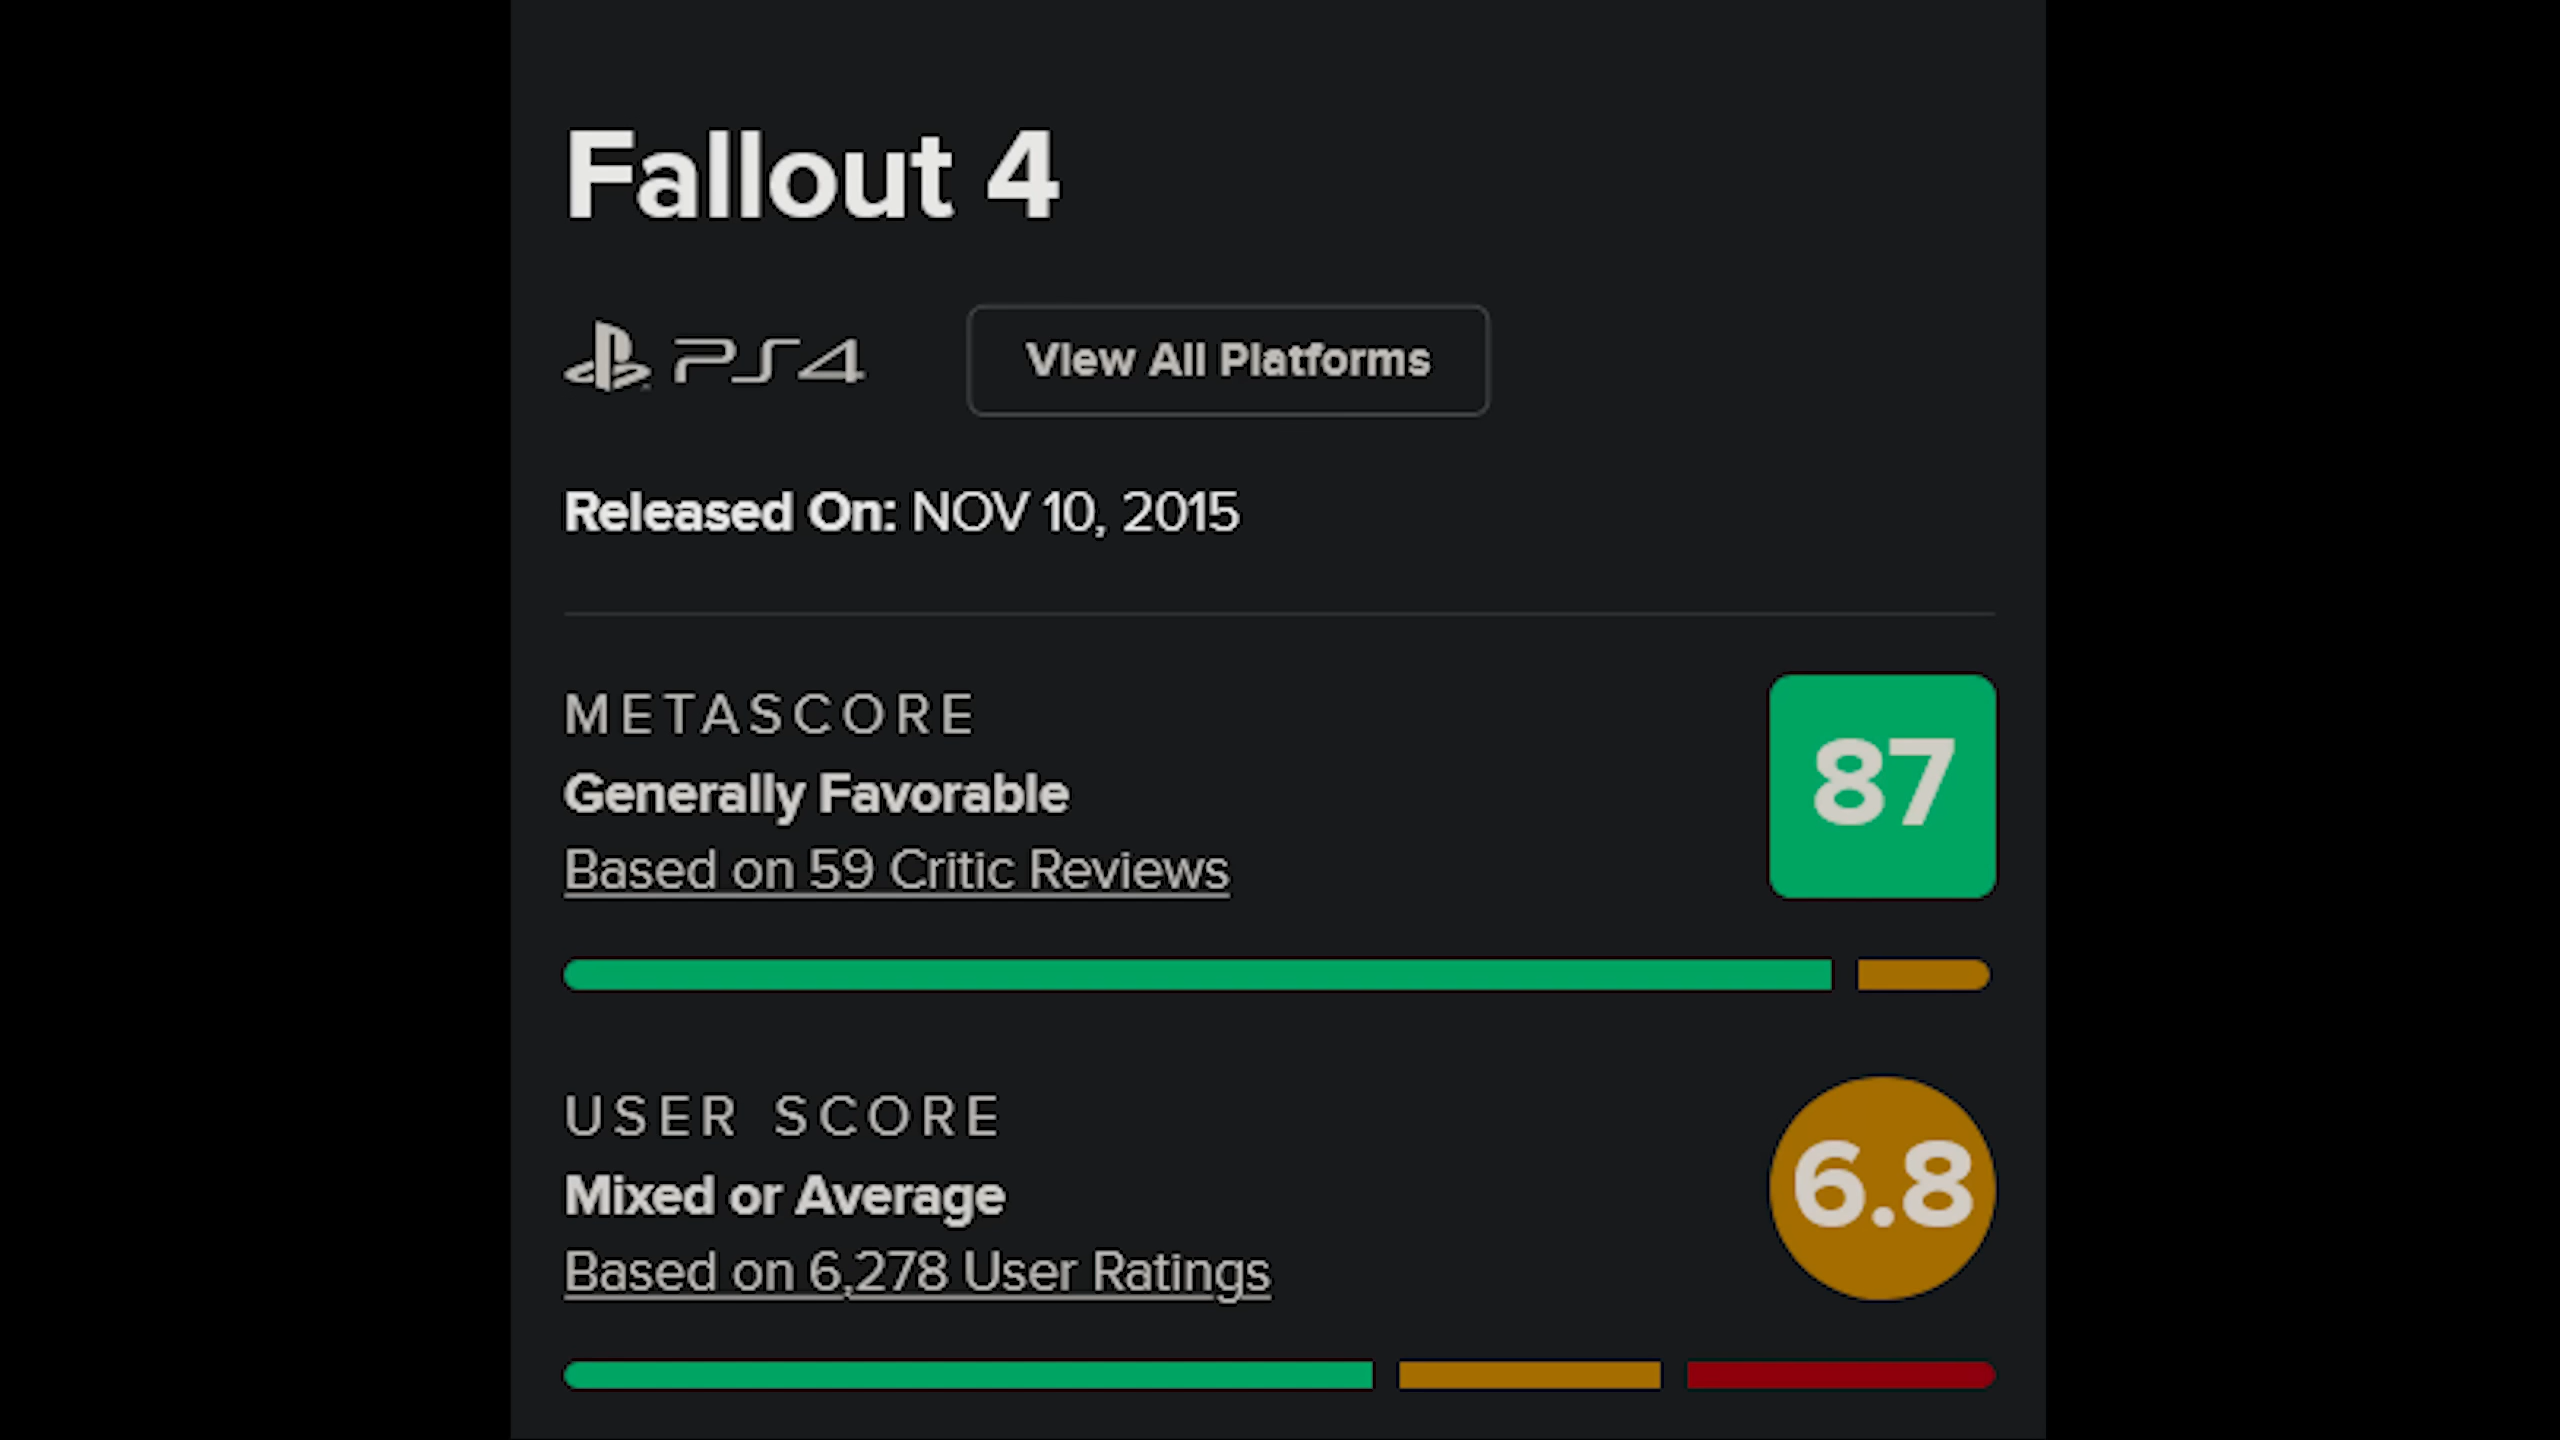 Fallout 4
PS4
View All Platforms
Released On: NOV 10, 2015
METASCORE
Generally Favorable
Based on 59 Critic Reviews
87
USER SCORE
Mixed or Average
Based on 6,278 User Ratings
6.8